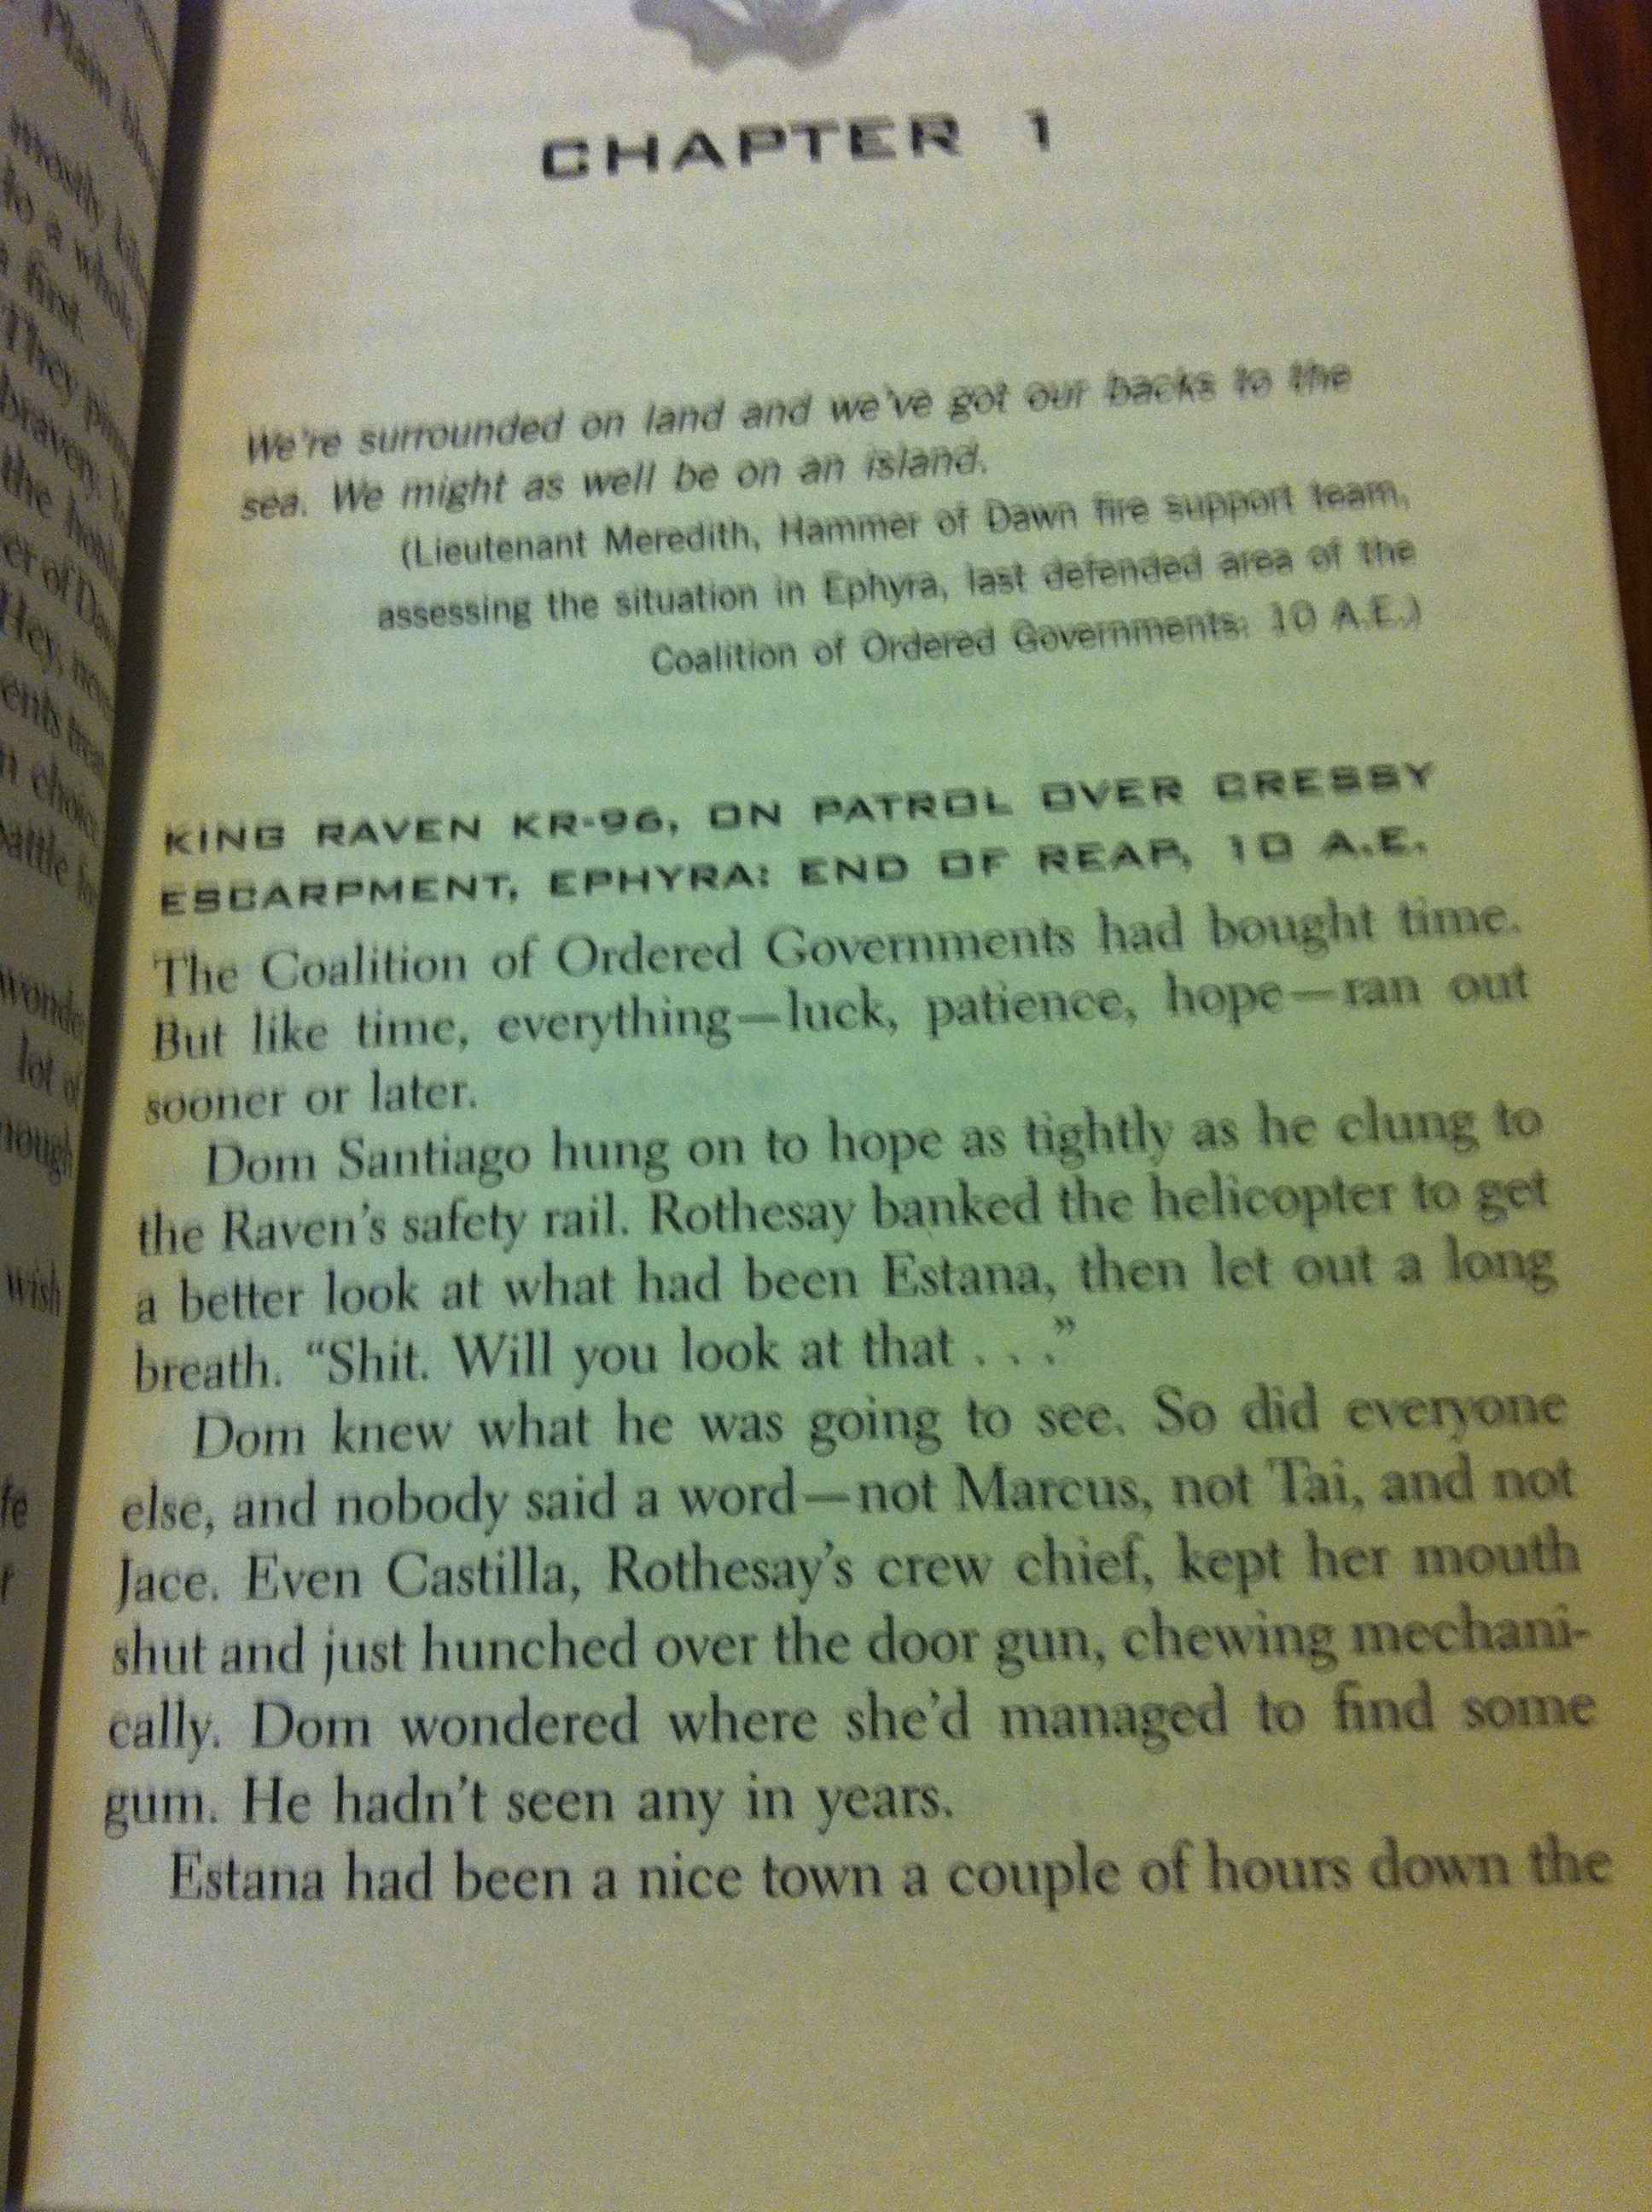 CHAPTER 1
We're surrounded on land and we've got our backs to the
sea. We might as well be on an island.
(Lieutenant Meredith, Hammer of Dawn fire support team,
assessing the situation in Ephyra, last defended area of the
Coalition of Ordered Governments: 10 A.E.)
KING RAVEN KR-96, ON PATROL OVER CRESSY
ESCARPMENT, EPHYRA: END OF REAP, 10 A.E.
The Coalition of Ordered Governments had bought time.
But like time, everything—luck, patience, hope—ran out
sooner or later.
Dom Santiago hung on to hope as tightly as he clung to
the Raven's safety rail. Rothesay banked the helicopter to get
a better look at what had been Estana, then let out a long
breath. "Shit. Will you look at that . . ."
Dom knew what he was going to see. So did everyone
else, and nobody said a word—not Marcus, not Tai, and not
Jace. Even Castilla, Rothesay's crew chief, kept her mouth
shut and just hunched over the door gun, chewing mechani-
cally. Dom wondered where she'd managed to find some
gum. He hadn't seen any in years.
Estana had been a nice town a couple of hours down the